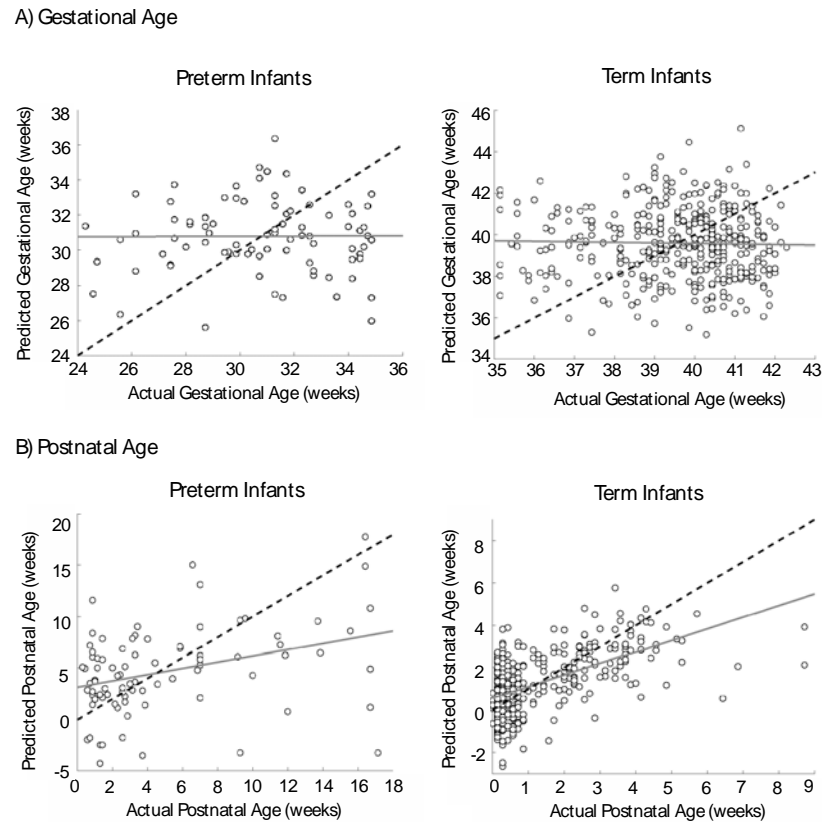 A) Gestational Age
Preterm Infants
Term Infants
Predicted Gestational Age (weeks)
38
36
34
32
30
28
26
24
24 26 28 30 32 34 36
Actual Gestational Age (weeks)
Predicted Gestational Age (weeks)
46
44
42
40
38
36
34
35 36 37 38 39 40 41 42 43
Actual Gestational Age (weeks)
B) Postnatal Age
Preterm Infants
Term Infants
Predicted Postnatal Age (weeks)
20
15
10
5
0
-5
0 2 4 6 8 10 12 14 16 18
Actual Postnatal Age (weeks)
Predicted Postnatal Age (weeks)
8
6
4
2
0
-2
0 1 2 3 4 5 6 7 8 9
Actual Postnatal Age (weeks)